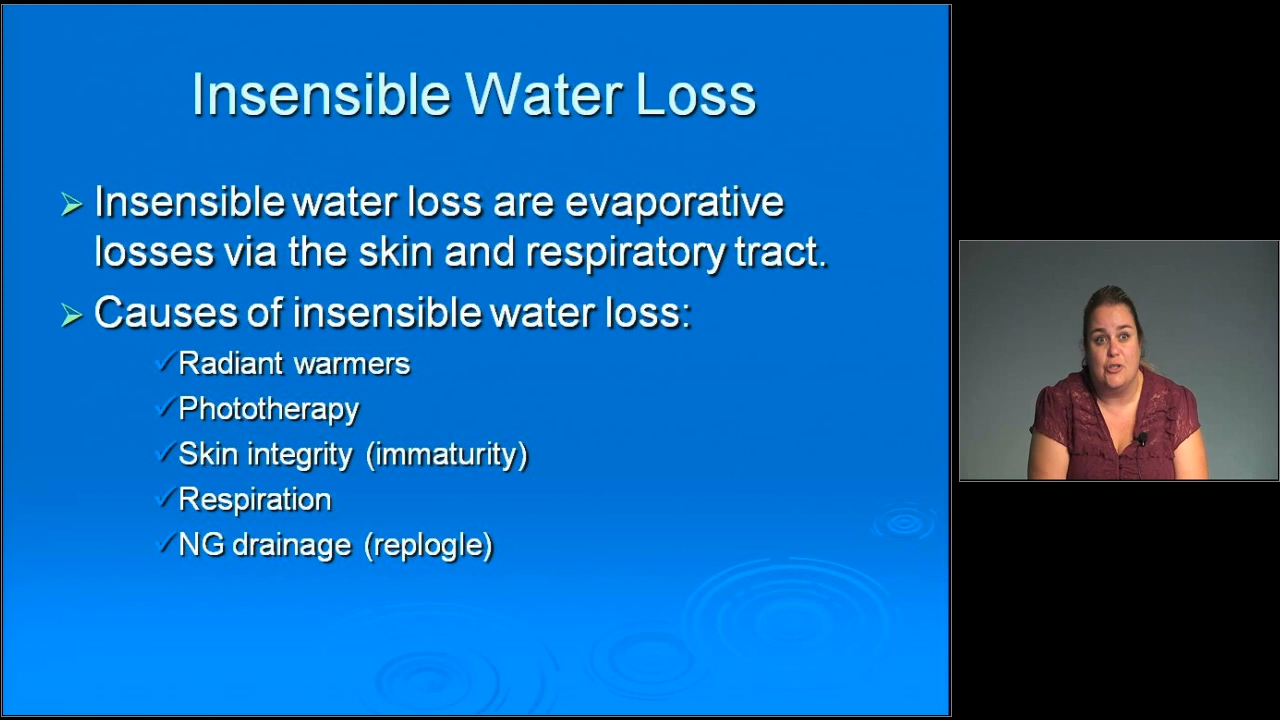 Insensible Water Loss
Insensible water loss are evaporative
losses via the skin and respiratory tract.
Causes of insensible water loss:
Radiant warmers
Phototherapy
Skin integrity (immaturity)
Respiration
NG drainage (replogle)